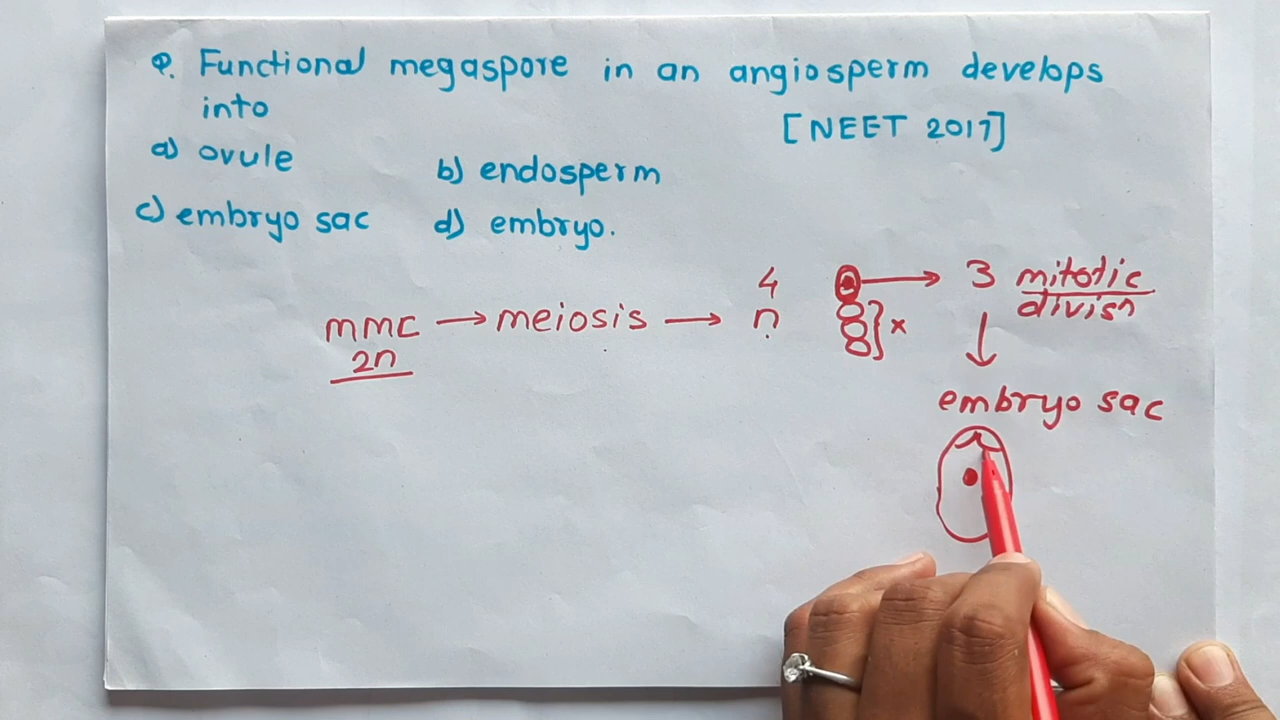 Q. Functional megaspore in an angiosperm develops
into
[NEET 2017]
a) ovule
b) endosperm
c) embryo sac
d) embryo.
mmc → meiosis → 4 n
2n
x
→ 3 mitotic
divisn
embryo sac